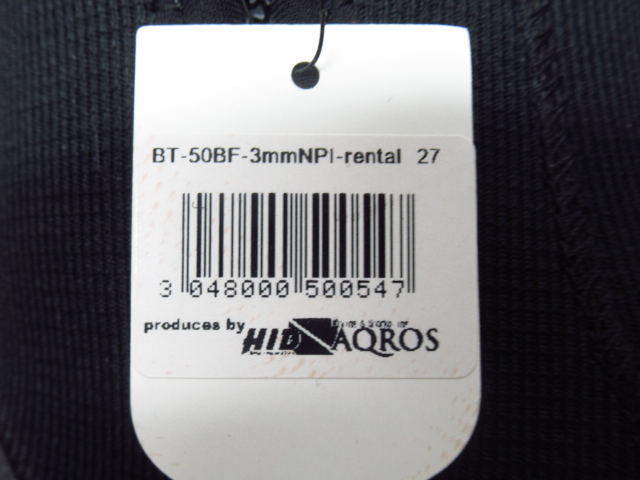 BT-50BF-3mmNPI-rental 27
3 048000 500547
produces by HID AQROS